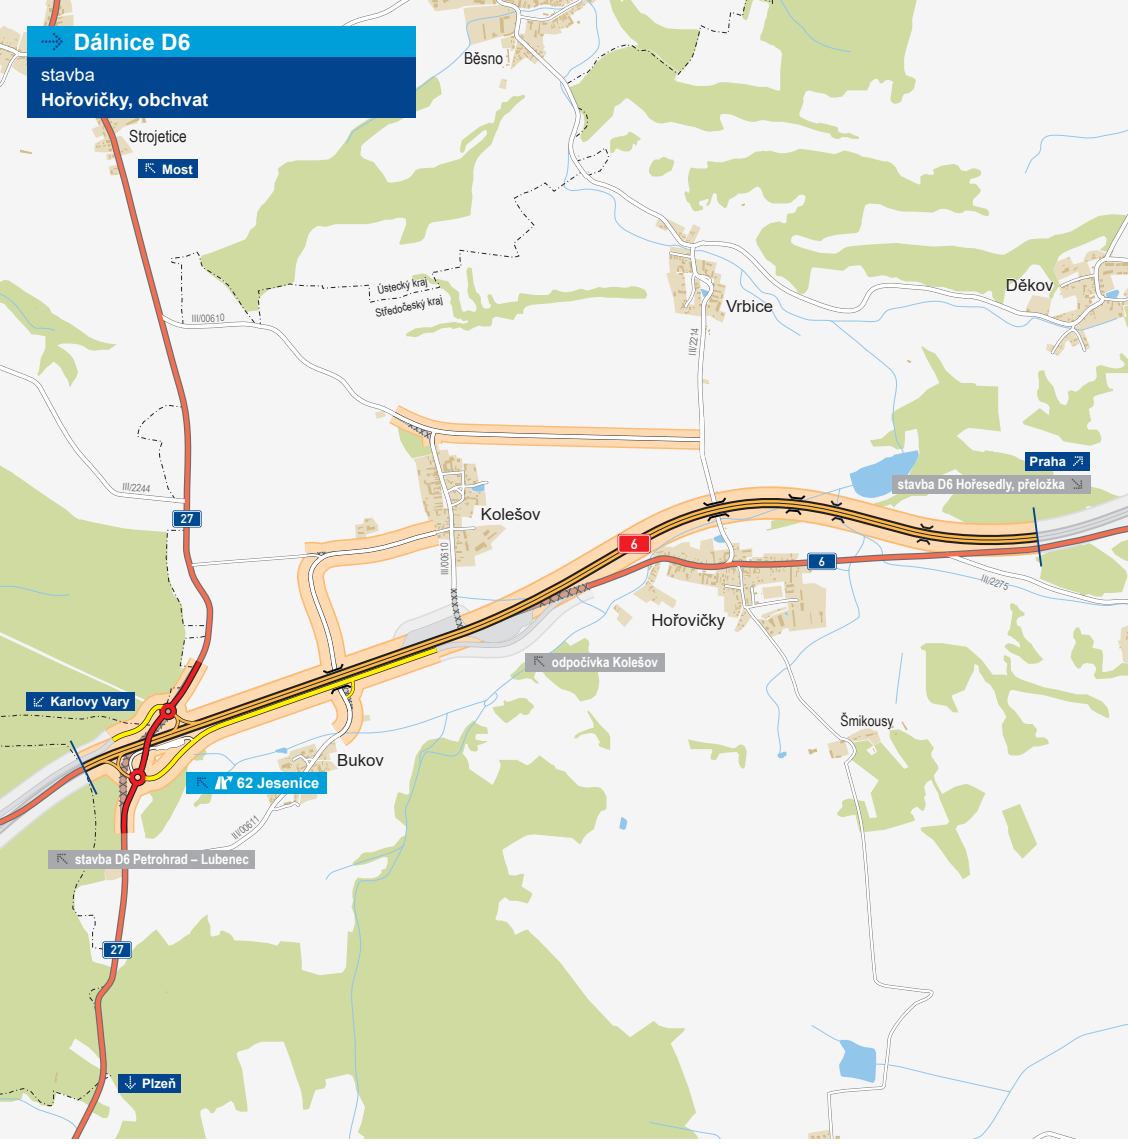 Dálnice D6
stavba
Hořovičky, obchvat
Běsno
Strojetice
Most
Ústecký kraj
Středočeský kraj
Děkov
Vrbice
III/00610
III/2214
III/2244
27
Kolešov
Praha
stavba D6 Hořesedly, přeložka
6
6
III/00610
III/2275
Hořovičky
odpočívka Kolešov
Karlovy Vary
Šmikousy
Bukov
62 Jesenice
III/00611
stavba D6 Petrohrad – Lubenec
27
Plzeň